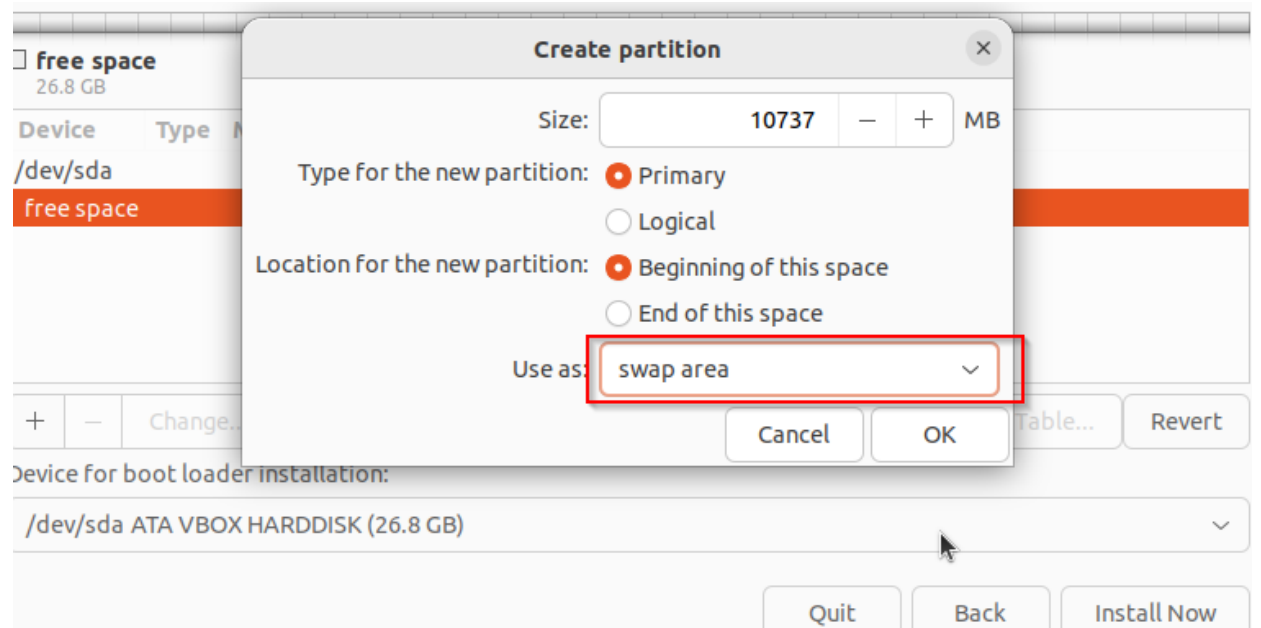 Create partition
free space
26.8 GB
Size: 10737 − + MB
Device Type
/dev/sda
Type for the new partition: Primary
free space
Logical
Location for the new partition: Beginning of this space
End of this space
Use as: swap area
Cancel OK
+ − Change... Table... Revert
Device for boot loader installation:
/dev/sda ATA VBOX HARDDISK (26.8 GB)
Quit Back Install Now